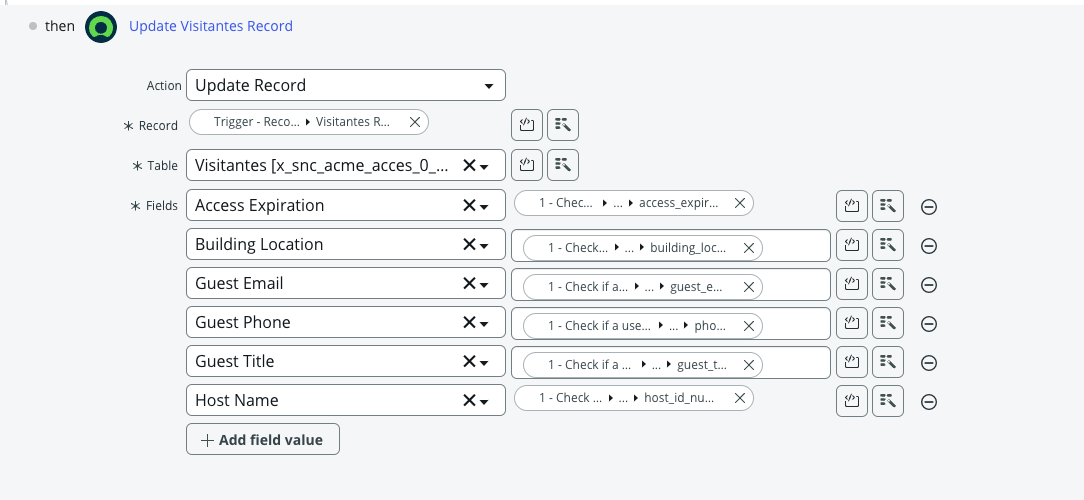 then Update Visitantes Record
Action Update Record
* Record Trigger - Reco... ▸ Visitantes R...
* Table Visitantes [x_snc_acme_acces_0_...
* Fields Access Expiration 1 - Chec... ▸ ... ▸ access_expir...
Building Location 1 - Check... ▸ ... ▸ building_loc...
Guest Email 1 - Check if a... ▸ ... ▸ guest_e...
Guest Phone 1 - Check if a use... ▸ ... ▸ pho...
Guest Title 1 - Check if a ... ▸ ... ▸ guest_t...
Host Name 1 - Check ... ▸ ... ▸ host_id_nu...
+ Add field value